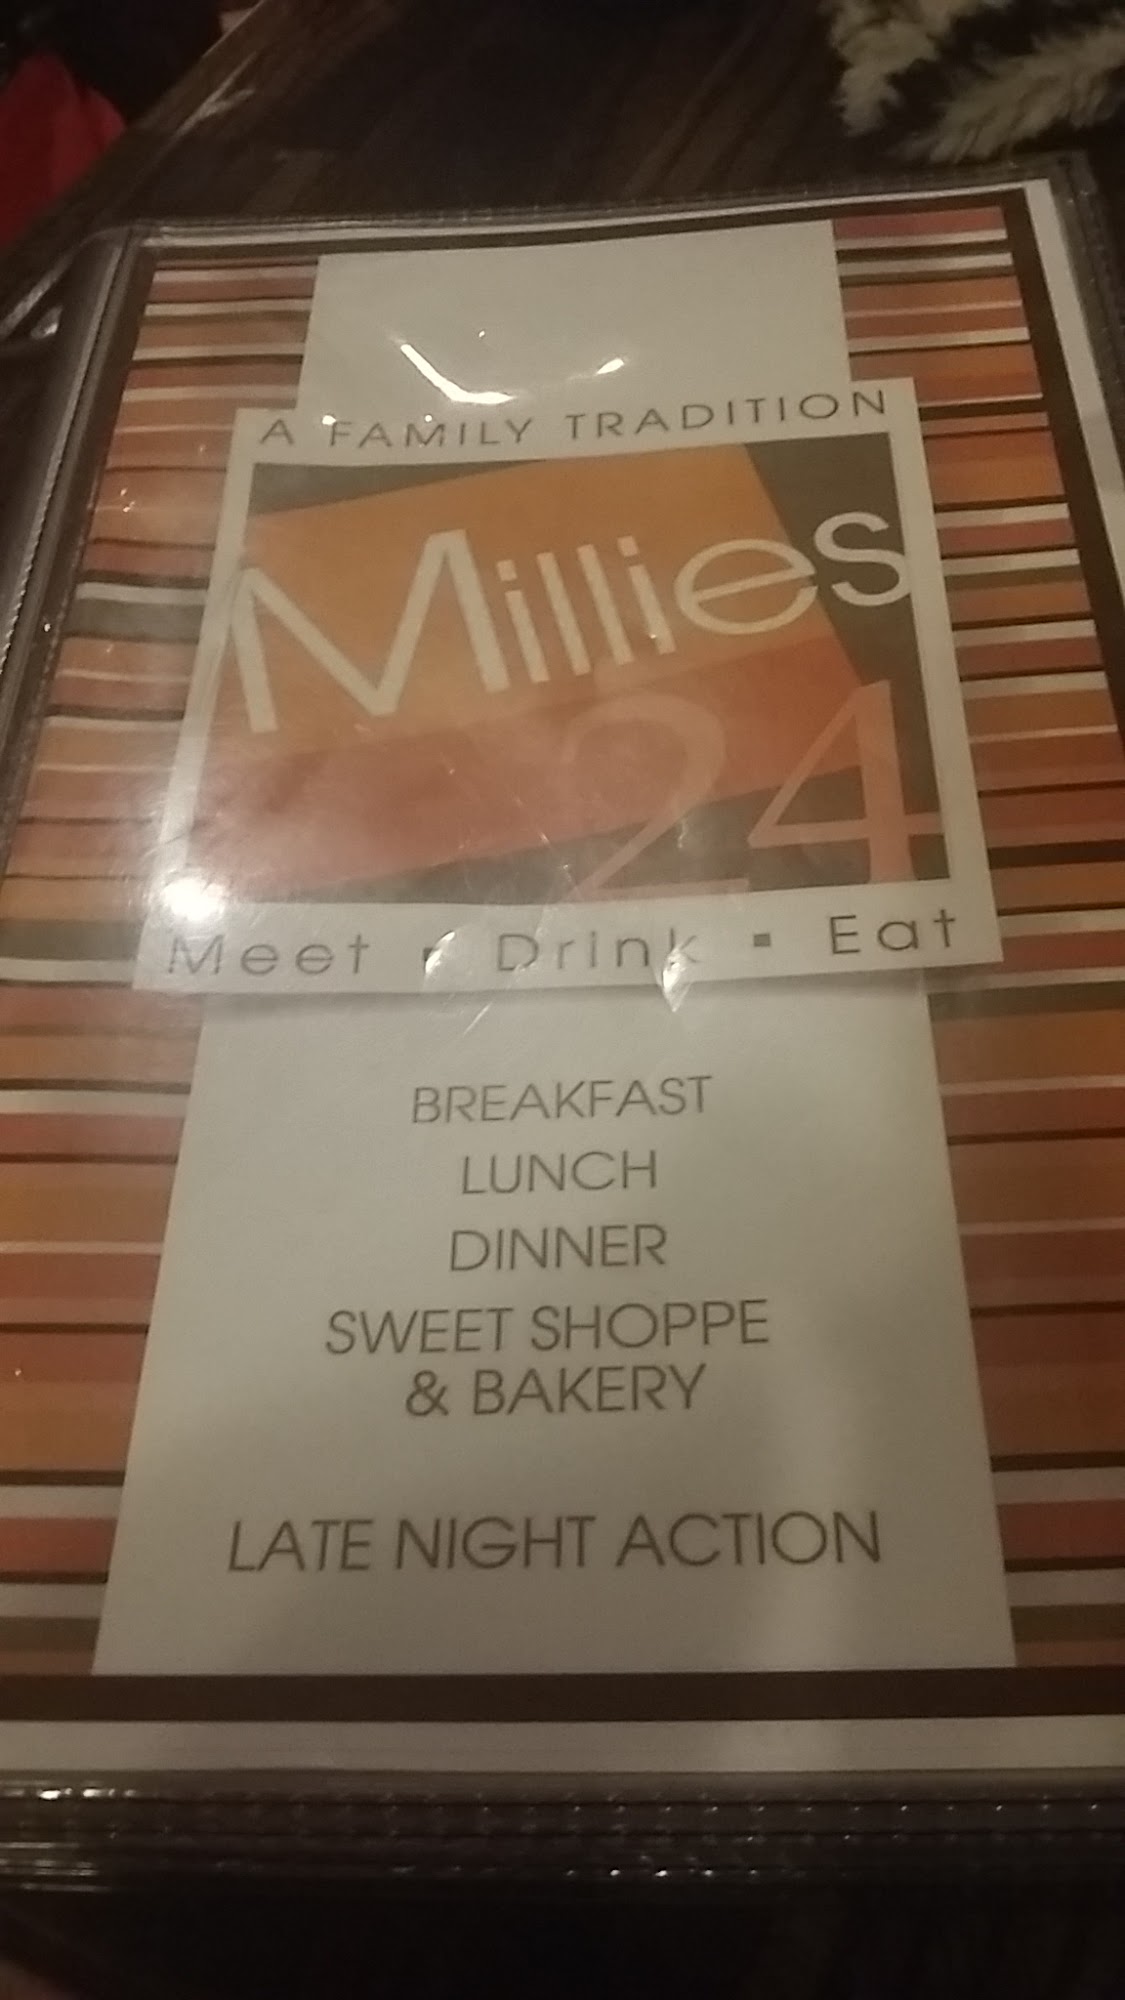 A FAMILY TRADITION
Millies
24
Meet ▪ Drink ▪ Eat
BREAKFAST
LUNCH
DINNER
SWEET SHOPPE
& BAKERY
LATE NIGHT ACTION